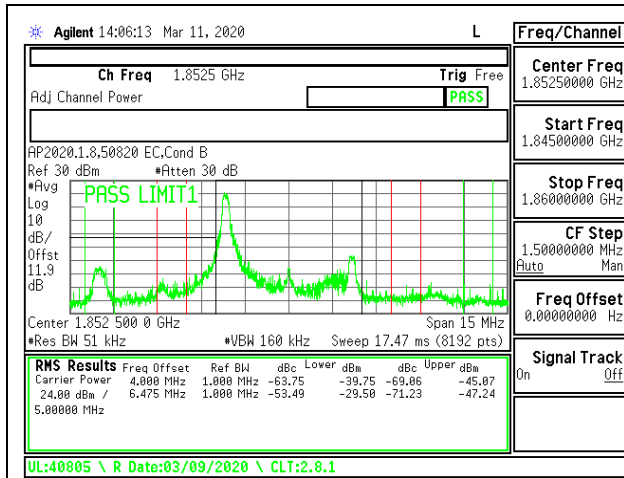 Agilent 14:06:13 Mar 11, 2020 L
Freq/Channel
Ch Freq 1.8525 GHz Trig Free
Adj Channel Power PASS
Center Freq
1.85250000 GHz
Start Freq
1.84500000 GHz
Stop Freq
1.86000000 GHz
CF Step
1.50000000 MHz
Auto Man
Freq Offset
0.00000000 Hz
Signal Track
On Off
AP2020.1.8,50820 EC,Cond B
Ref 30 dBm #Atten 30 dB
#Avg
Log
10
dB/
Offst
11.9
dB
PASS LIMIT1
Center 1.852 500 0 GHz Span 15 MHz
#Res BW 51 kHz #VBW 160 kHz Sweep 17.47 ms (8192 pts)
RMS Results Freq Offset Ref BW dBc Lower dBm dBc Upper dBm
Carrier Power 4.000 MHz 1.000 MHz -63.75 -39.75 -69.06 -45.07
24.00 dBm / 6.475 MHz 1.000 MHz -53.49 -29.50 -71.23 -47.24
5.00000 MHz
UL:40805 \ R Date:03/09/2020 \ CLT:2.8.1